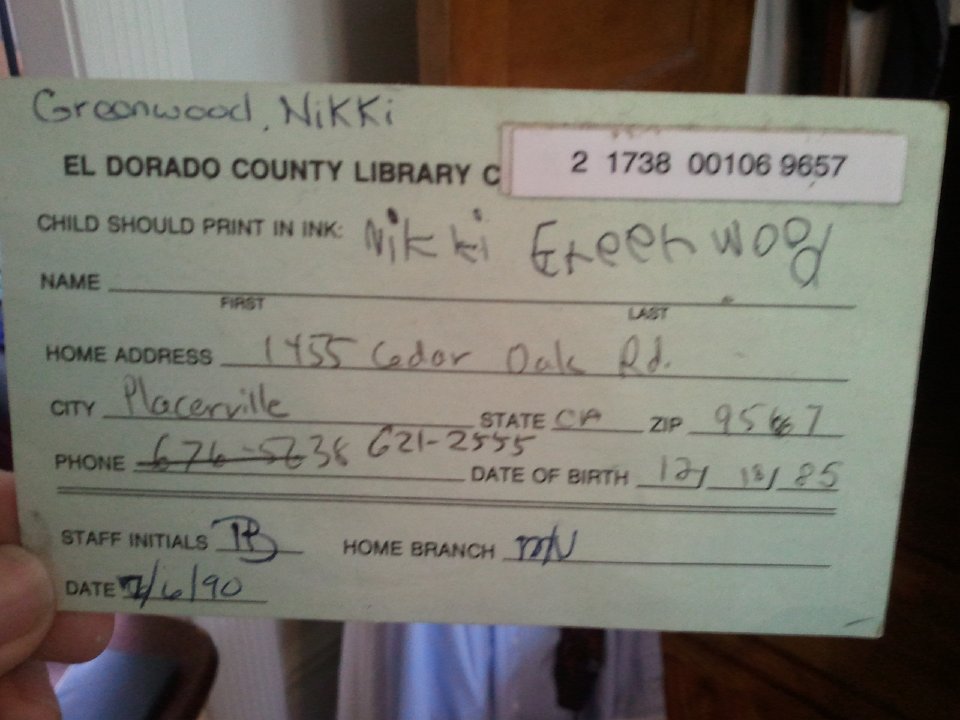 Greenwood, Nikki
EL DORADO COUNTY LIBRARY C 2 1738 00106 9657
CHILD SHOULD PRINT IN INK: Nikki Greenwood
NAME
FIRST LAST
HOME ADDRESS 1455 Cedar Oak Rd.
CITY Placerville STATE CA ZIP 95667
PHONE 676-5638 621-2555 DATE OF BIRTH 12/ 18/ 85
STAFF INITIALS HOME BRANCH mN
DATE 7/6/90